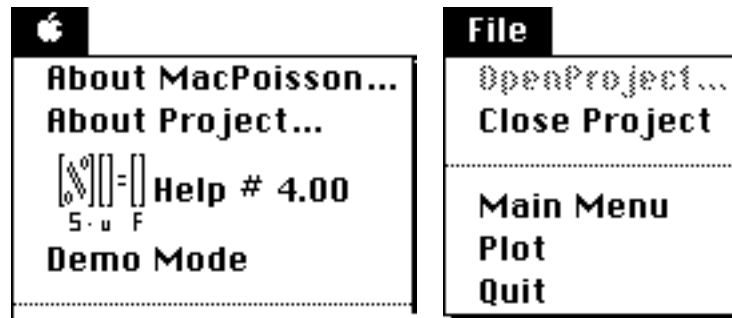 About MacPoisson...
About Project...
[%][]=[] Help # 4.00
S·u F
Demo Mode
File
OpenProject...
Close Project
Main Menu
Plot
Quit